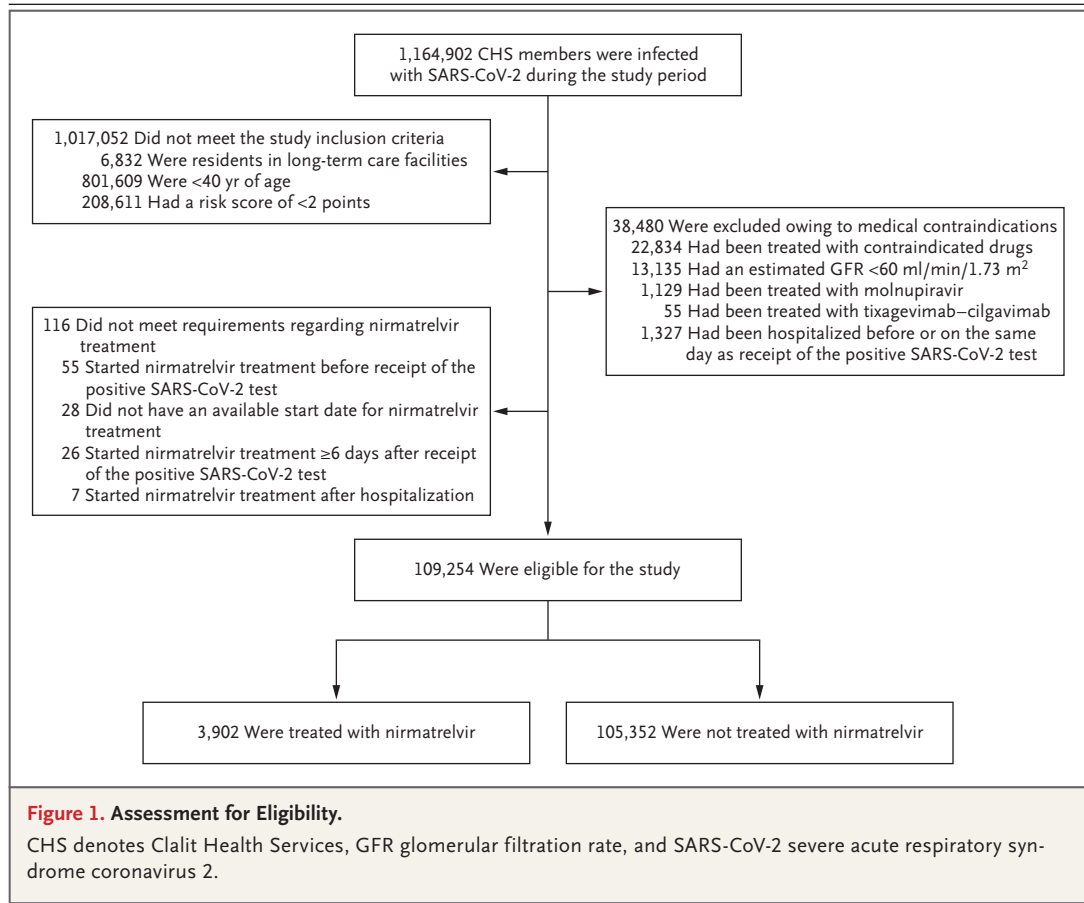 1,164,902 CHS members were infected
with SARS-CoV-2 during the study period
1,017,052 Did not meet the study inclusion criteria
6,832 Were residents in long-term care facilities
801,609 Were <40 yr of age
208,611 Had a risk score of <2 points
38,480 Were excluded owing to medical contraindications
22,834 Had been treated with contraindicated drugs
13,135 Had an estimated GFR <60 ml/min/1.73 m²
1,129 Had been treated with molnupiravir
55 Had been treated with tixagevimab–cilgavimab
1,327 Had been hospitalized before or on the same
day as receipt of the positive SARS-CoV-2 test
116 Did not meet requirements regarding nirmatrelvir
treatment
55 Started nirmatrelvir treatment before receipt of the
positive SARS-CoV-2 test
28 Did not have an available start date for nirmatrelvir
treatment
26 Started nirmatrelvir treatment ≥6 days after receipt
of the positive SARS-CoV-2 test
7 Started nirmatrelvir treatment after hospitalization
109,254 Were eligible for the study
3,902 Were treated with nirmatrelvir
105,352 Were not treated with nirmatrelvir
Figure 1. Assessment for Eligibility.
CHS denotes Clalit Health Services, GFR glomerular filtration rate, and SARS-CoV-2 severe acute respiratory syn-
drome coronavirus 2.